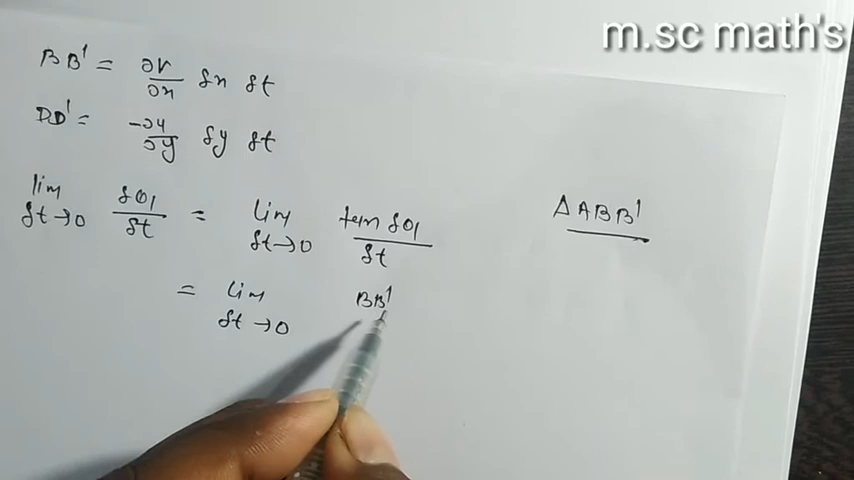 m.sc math's
BB' = ∂v/∂x δx δt
DD' = -∂u/∂y δy δt
lim δt→0 δθ1/δt = lim δt→0 tan δθ1/δt
ΔABB'
= lim δt→0 BB'